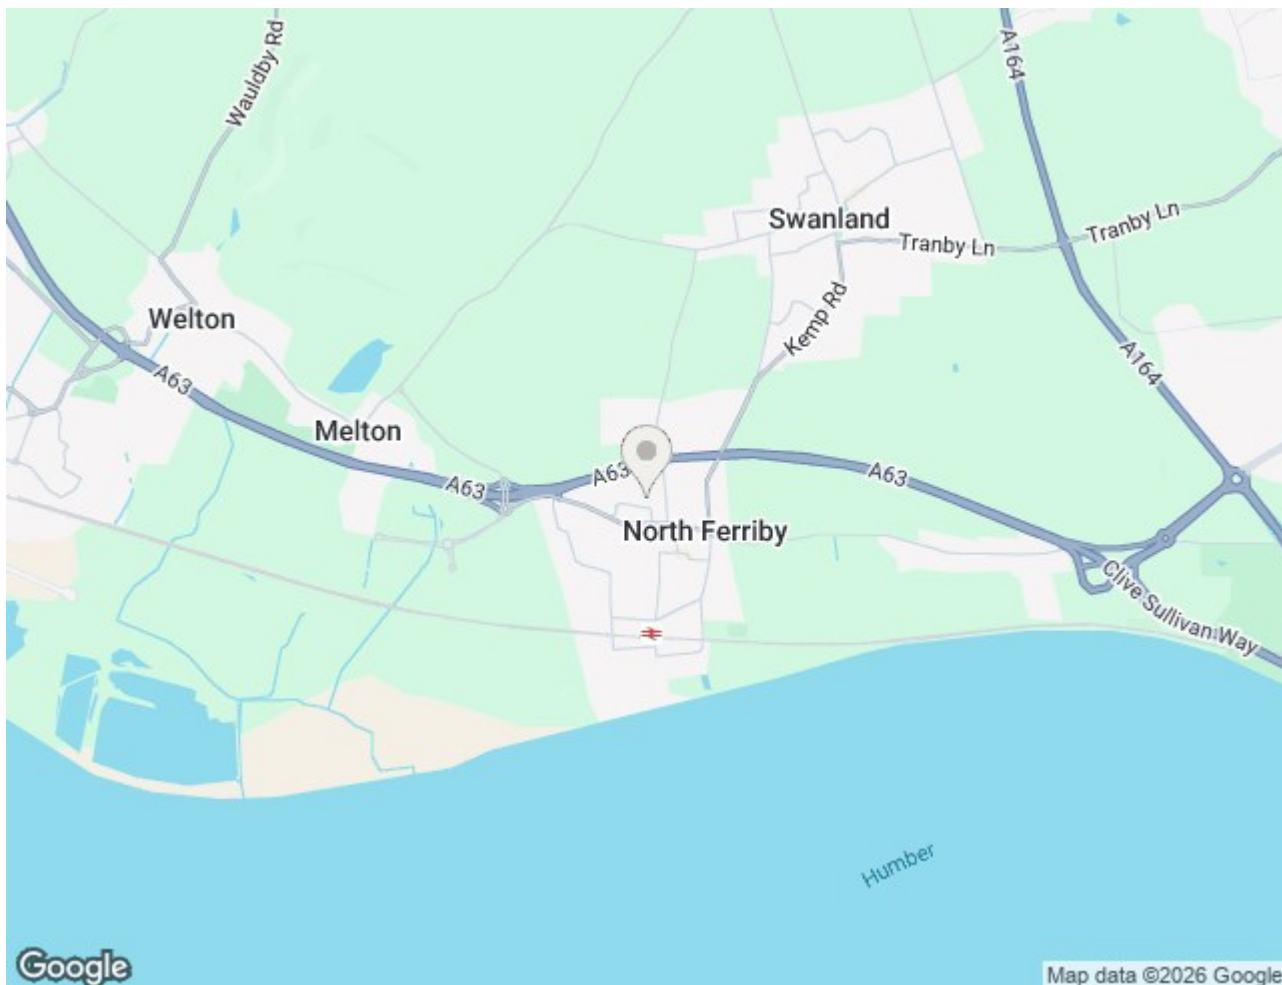 Wauldby Rd
A164
Swanland
Tranby Ln
Tranby Ln
Welton
Kemp Rd
A63
A164
Melton
A63
A63
A63
North Ferriby
Clive Sullivan Way
Humber
Google
Map data ©2026 Google